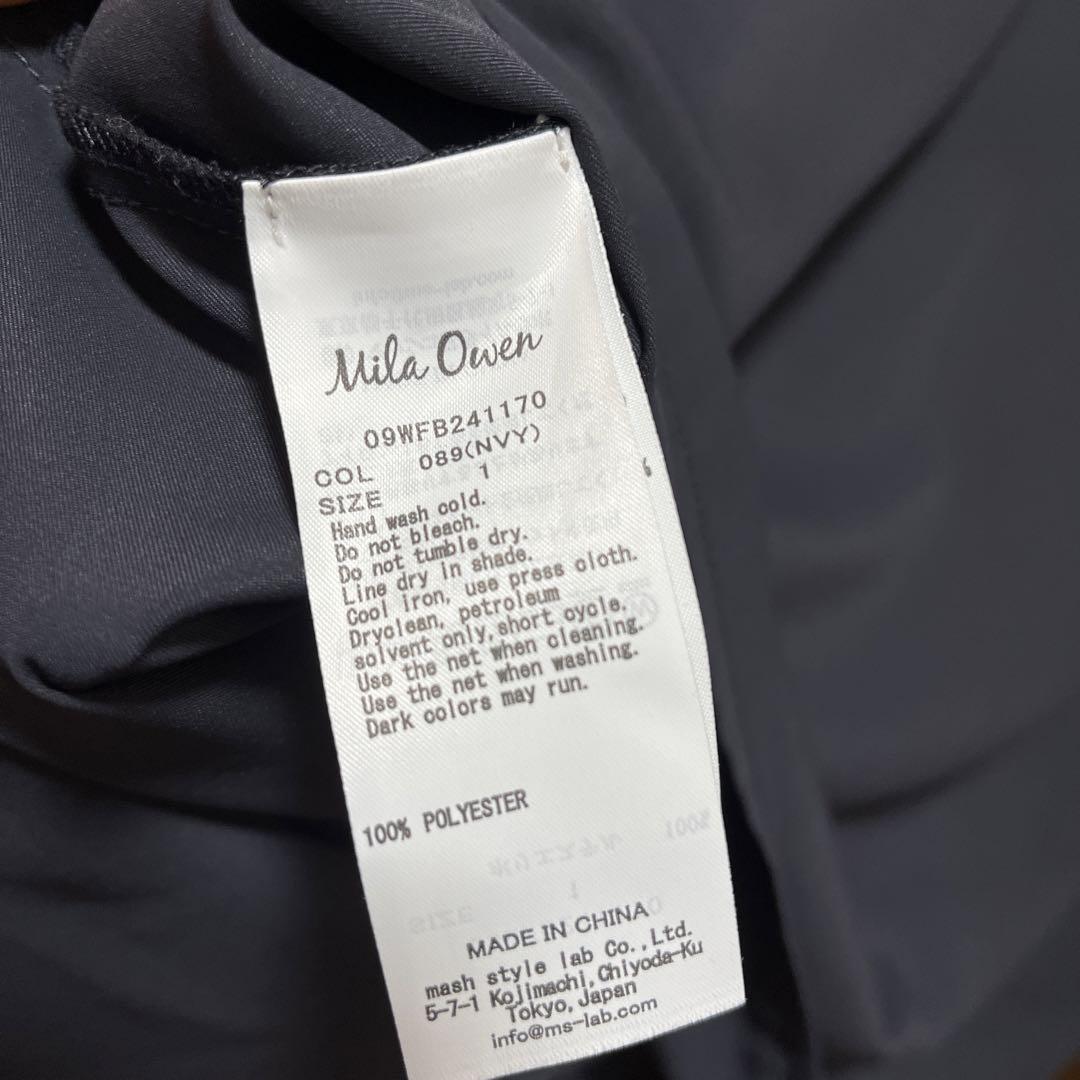 Mila Owen
09WFB241170
COL 089(NVY)
SIZE 1
Hand wash cold.
Do not bleach.
Do not tumble dry.
Line dry in shade.
Cool iron, use press cloth.
Dryclean, petroleum
solvent only,short cycle.
Use the net when cleaning.
Use the net when washing.
Dark colors may run.
100% POLYESTER
MADE IN CHINA
mash style lab Co.,Ltd.
5-7-1 Kojimachi,Chiyoda-Ku
Tokyo,Japan
info@ms-lab.com